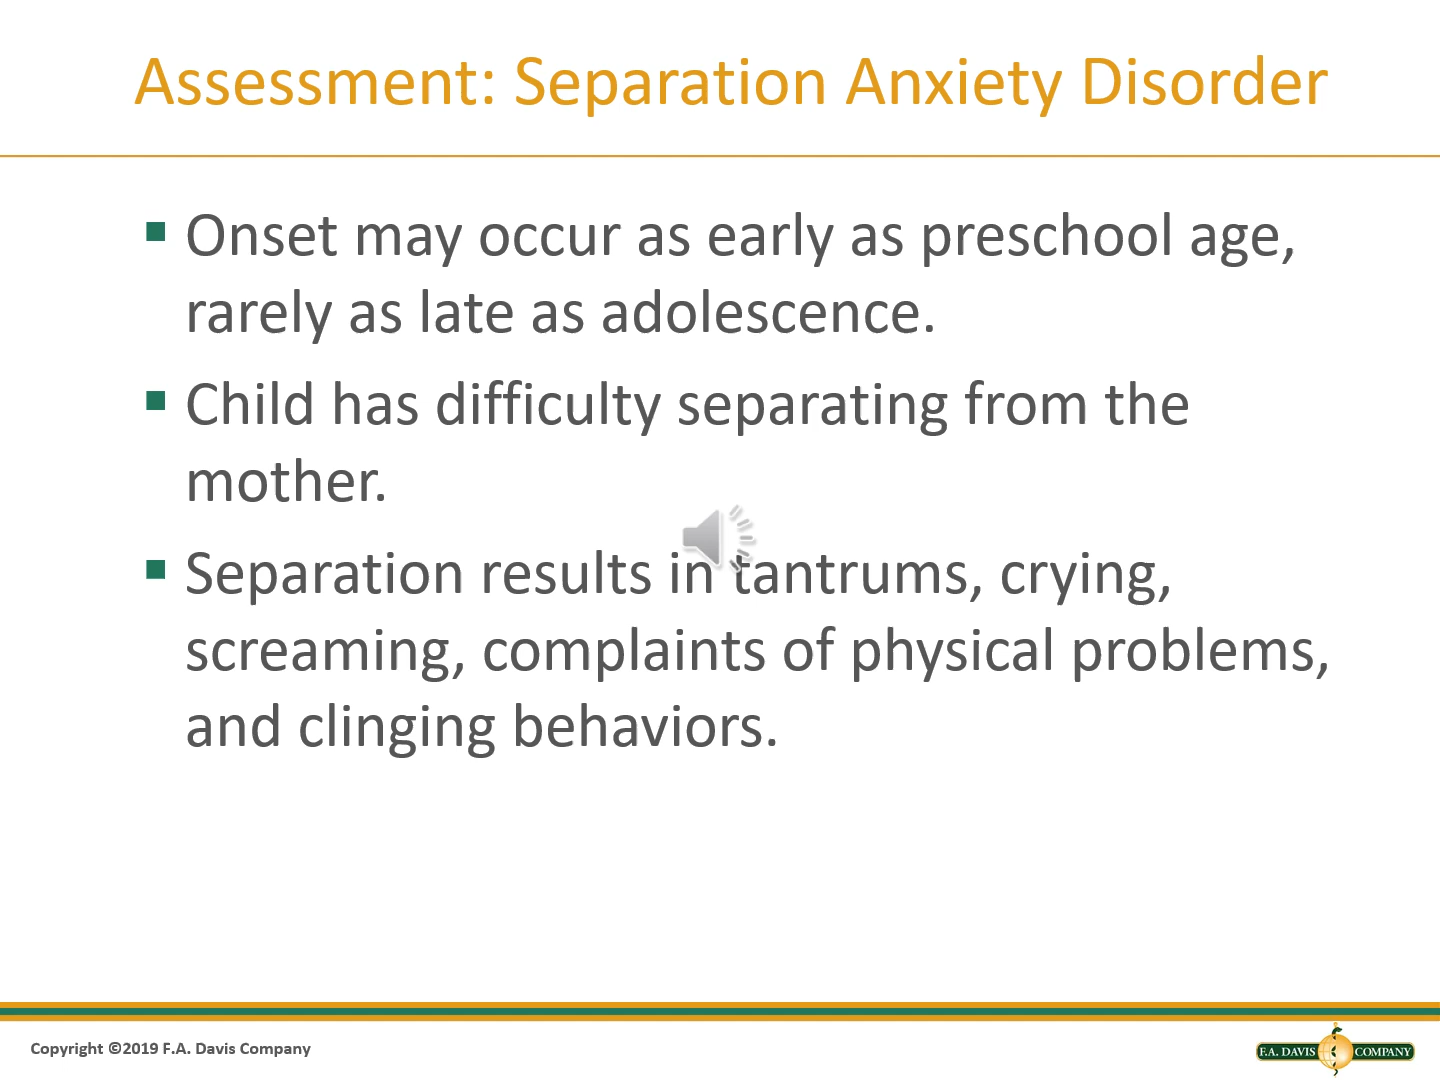 Assessment: Separation Anxiety Disorder
▪ Onset may occur as early as preschool age,
rarely as late as adolescence.
▪ Child has difficulty separating from the
mother.
▪ Separation results in tantrums, crying,
screaming, complaints of physical problems,
and clinging behaviors.
Copyright ©2019 F.A. Davis Company
F.A. DAVIS COMPANY